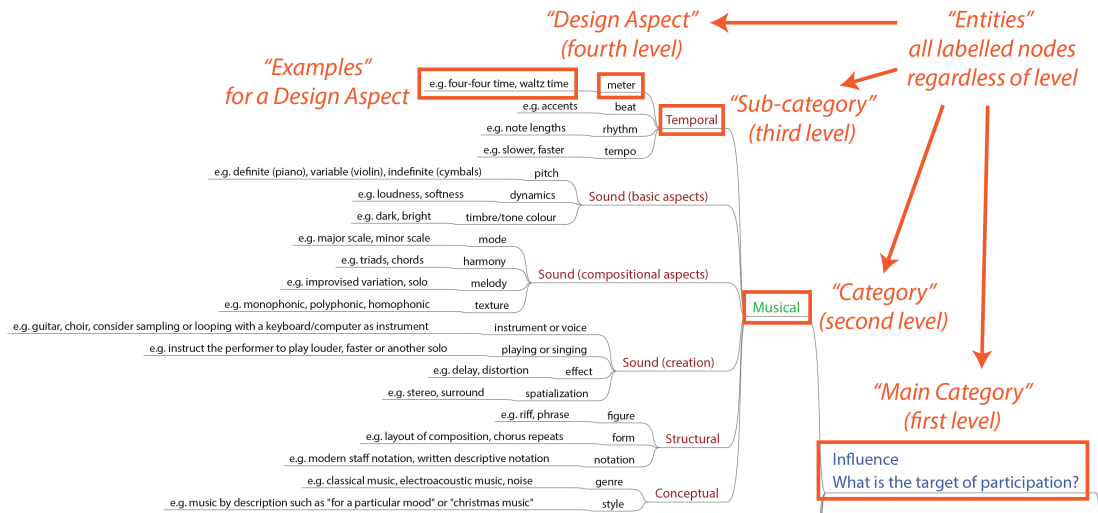 “Design Aspect”
(fourth level)
“Entities”
all labelled nodes
regardless of level
“Examples”
for a Design Aspect
“Sub-category”
(third level)
“Category”
(second level)
“Main Category”
(first level)
e.g. four-four time, waltz time
meter
e.g. accents
beat
e.g. note lengths
rhythm
e.g. slower, faster
tempo
Temporal
e.g. definite (piano), variable (violin), indefinite (cymbals)
pitch
e.g. loudness, softness
dynamics
e.g. dark, bright
timbre/tone colour
Sound (basic aspects)
e.g. major scale, minor scale
mode
e.g. triads, chords
harmony
e.g. improvised variation, solo
melody
e.g. monophonic, polyphonic, homophonic
texture
Sound (compositional aspects)
Musical
e.g. guitar, choir, consider sampling or looping with a keyboard/computer as instrument
instrument or voice
e.g. instruct the performer to play louder, faster or another solo
playing or singing
e.g. delay, distortion
effect
e.g. stereo, surround
spatialization
Sound (creation)
e.g. riff, phrase
figure
e.g. layout of composition, chorus repeats
form
e.g. modern staff notation, written descriptive notation
notation
Structural
e.g. classical music, electroacoustic music, noise
genre
e.g. music by description such as "for a particular mood" or "christmas music"
style
Conceptual
Influence
What is the target of participation?